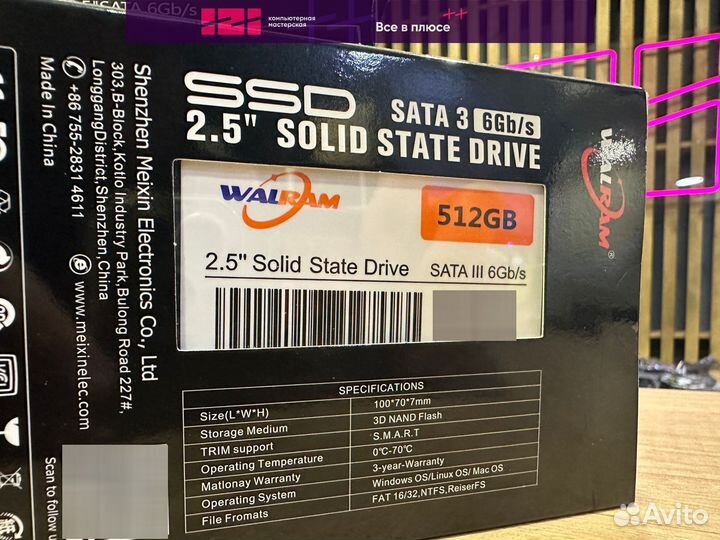 "SATA 6Gb/s
компьютерная
мастерская
Все в плюсе
++
SSD
SATA 3 6Gb/s
2.5" SOLID STATE DRIVE
WALRAM
512GB
2.5" Solid State Drive SATA III 6Gb/s
WALRAM®
SPECIFICATIONS
Size(L*W*H) 100*70*7mm
Storage Medium 3D NAND Flash
TRIM support S.M.A.R.T
Operating Temperature 0℃-70℃
Matlonay Warranty 3-year-Warranty
Operating System Windows OS/Linux OS/ Mac OS
File Fromats FAT 16/32,NTFS,ReiserFS
Shenzhen Meixin Electronics Co., Ltd
303,B-Block,Kotlo Industry Park,Bulong Road 227#,
LonggangDistrict,Shenzhen,China
+86 755-2831 4611
www.meixinelec.com
Made In China
Scan to follow us
Avito